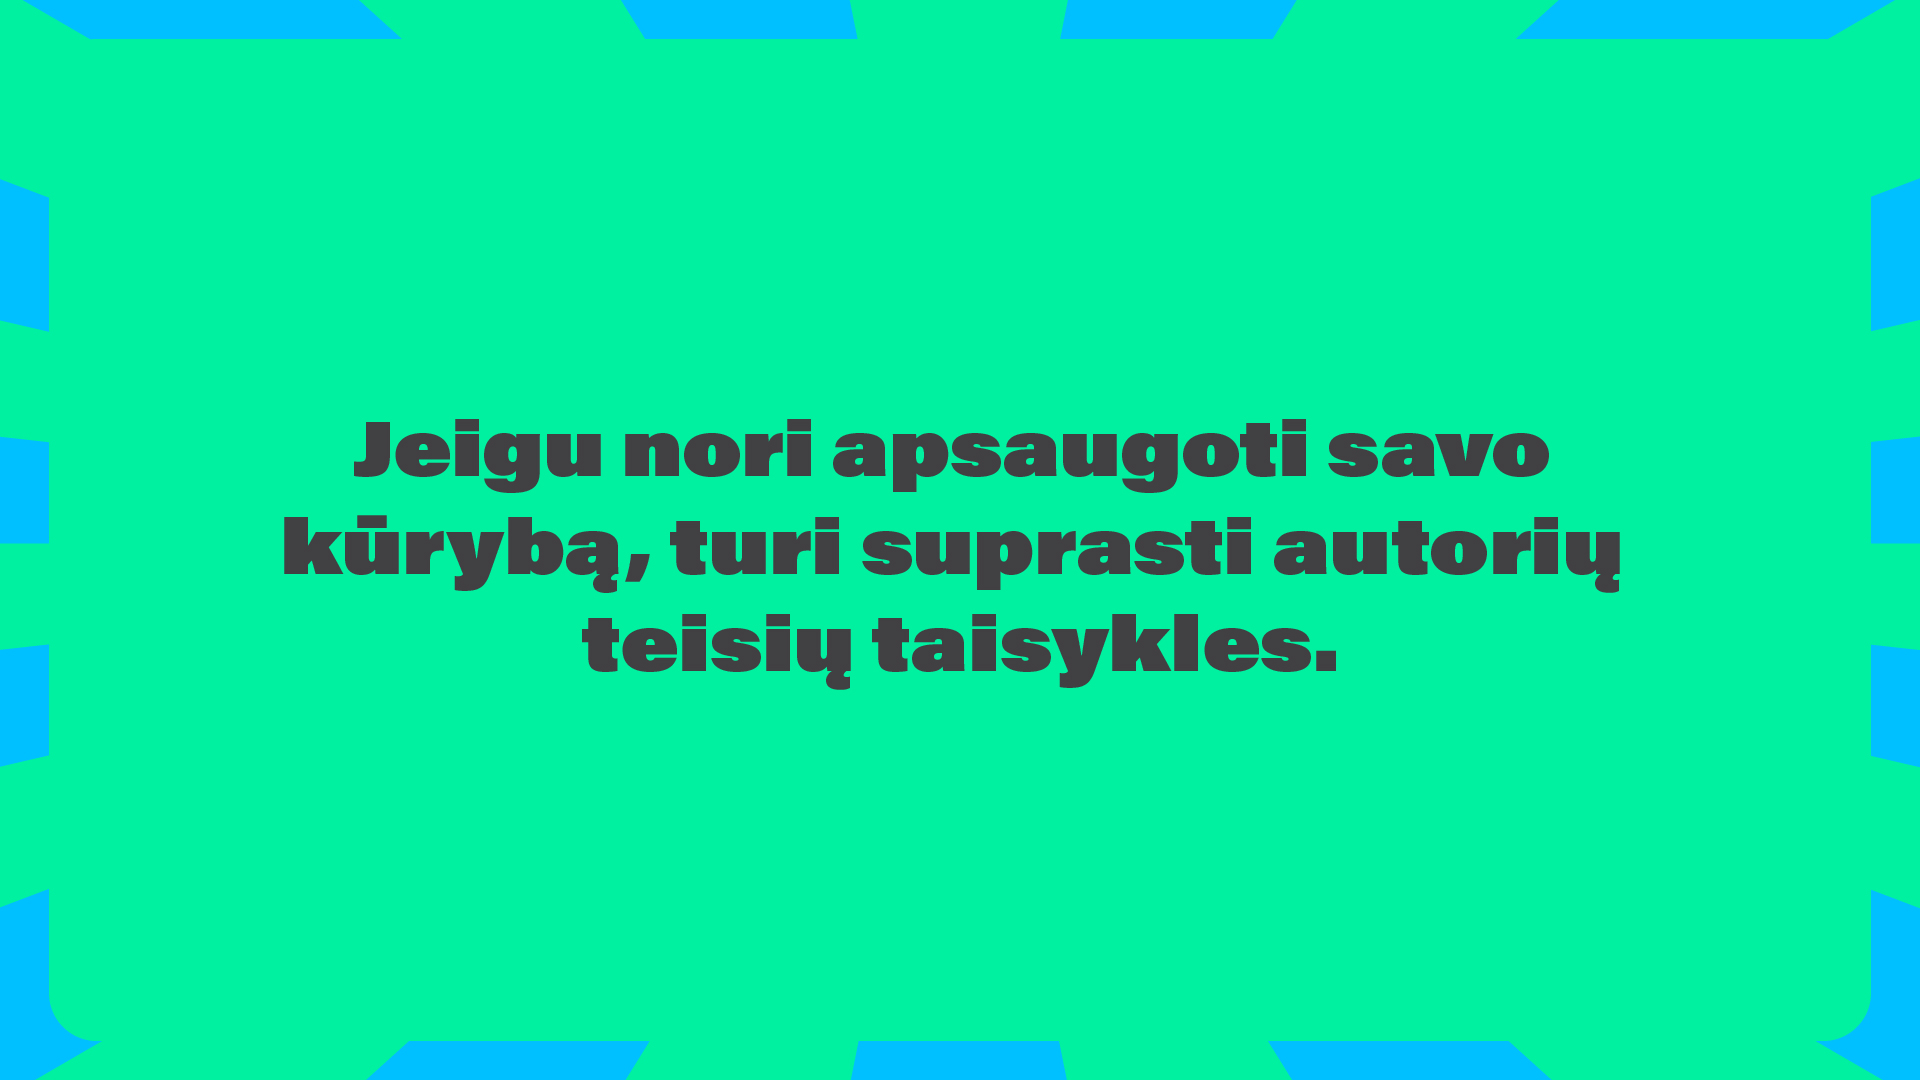 Jeigu nori apsaugoti savo
kūrybą, turi suprasti autorių
teisių taisykles.